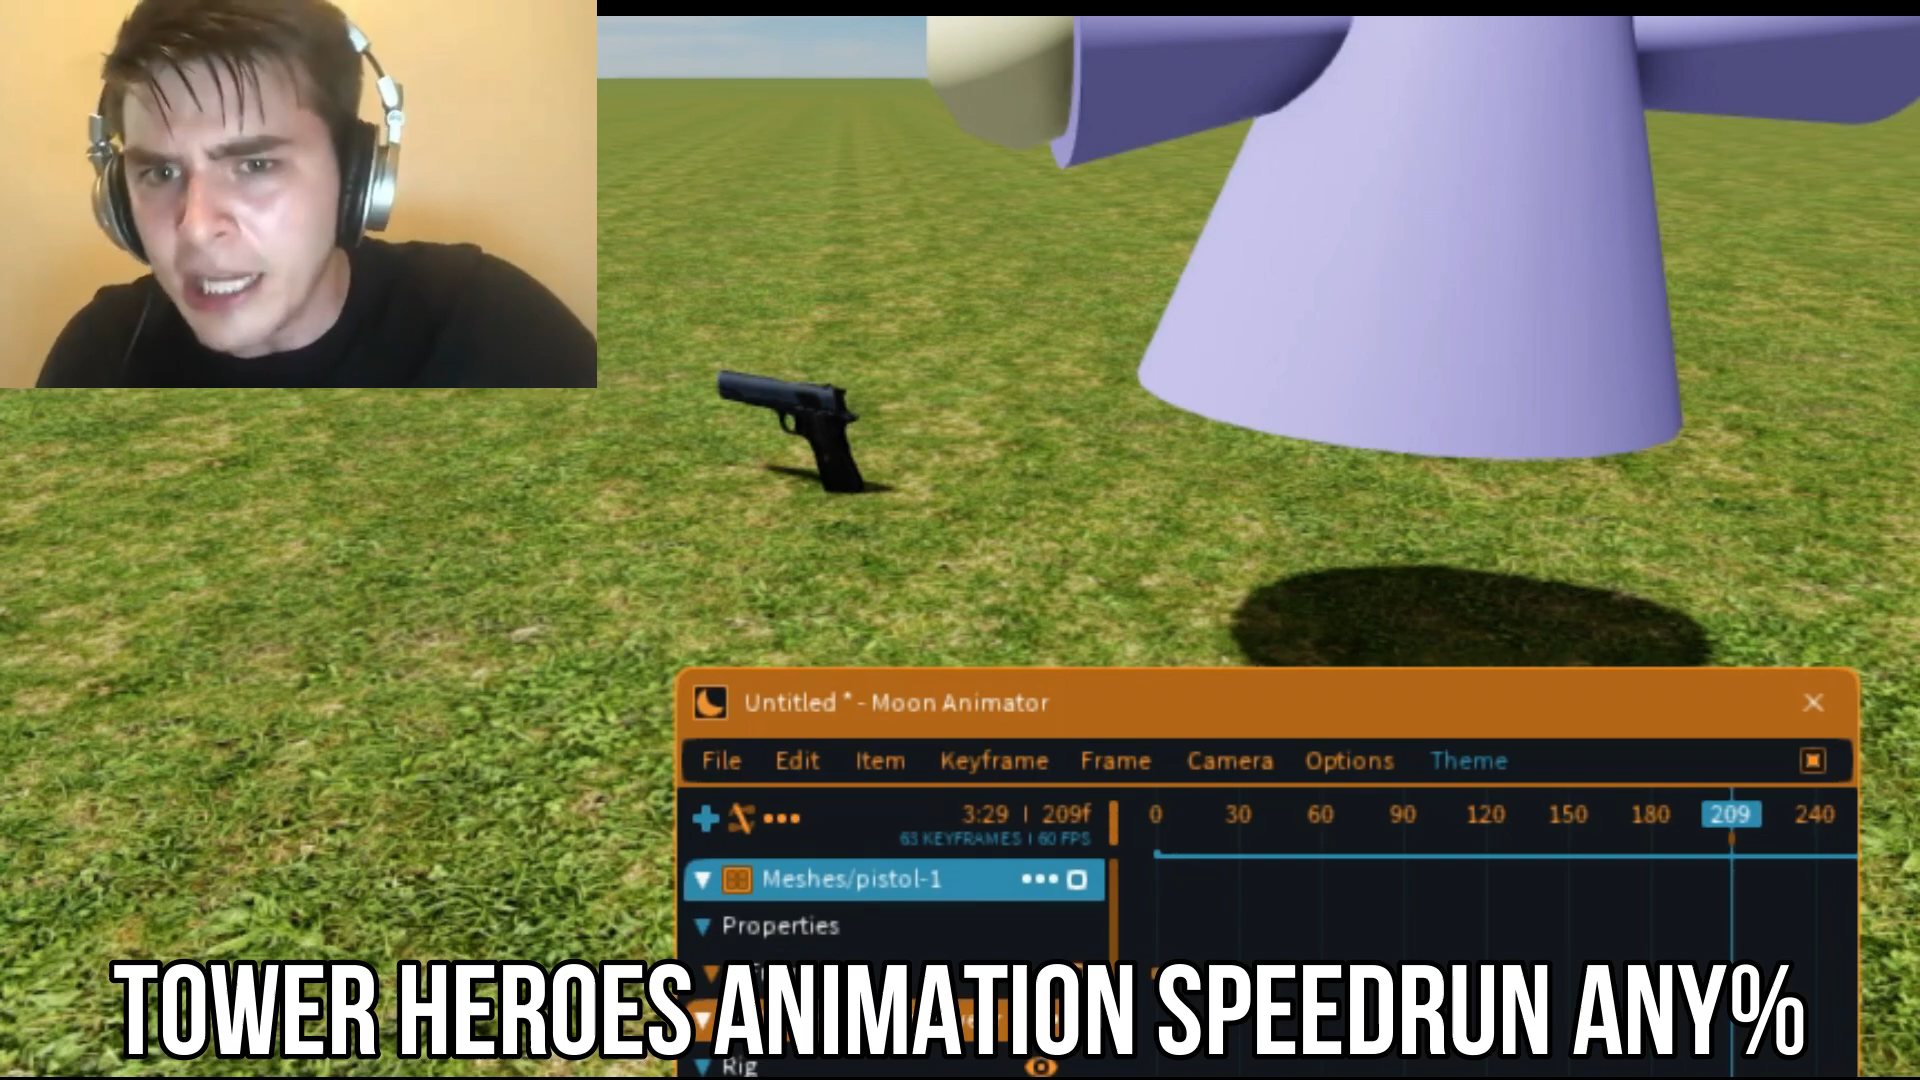 Untitled * - Moon Animator
File Edit Item Keyframe Frame Camera Options Theme
3:29 | 209f 0 30 60 90 120 150 180 209 240
63 KEYFRAMES | 60 FPS
Meshes/pistol-1
Properties
TOWER HEROES ANIMATION SPEEDRUN ANY%
Rig